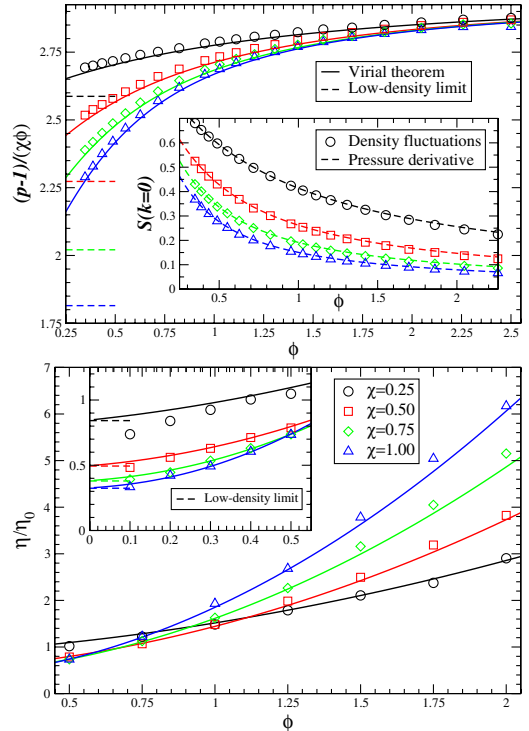 2.75
2.5
2.25
2
1.75
(p-1)/(χϕ)
Virial theorem
Low-density limit
0.6
0.5
0.4
0.3
0.2
0.1
0
S(k=0)
Density fluctuations
Pressure derivative
0.5 1 1.5 2
ϕ
0.25 0.5 0.75 1 1.25 1.5 1.75 2 2.25 2.5
ϕ
7
6
5
4
3
2
1
0
η/η0
1
0.5
0
0 0.1 0.2 0.3 0.4 0.5
Low-density limit
χ=0.25
χ=0.50
χ=0.75
χ=1.00
0.5 0.75 1 1.25 1.5 1.75 2
ϕ